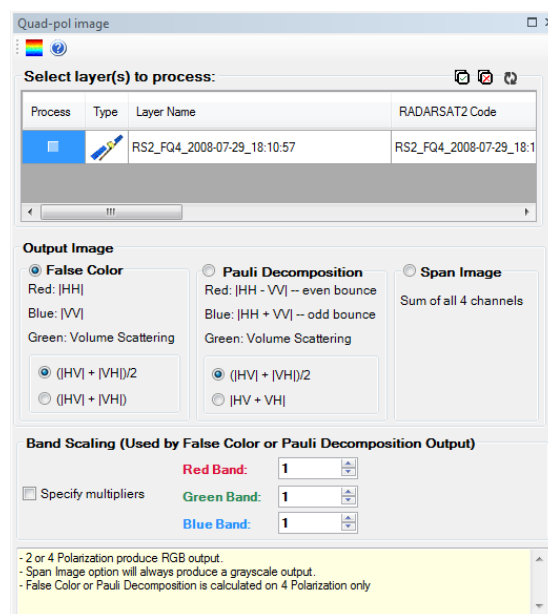 Quad-pol image
Select layer(s) to process:
Process Type Layer Name RADARSAT2 Code
RS2_FQ4_2008-07-29_18:10:57 RS2_FQ4_2008-07-29_18:1
Output Image
False Color
Red: |HH|
Blue: |VV|
Green: Volume Scattering
(|HV| + |VH|)/2
(|HV| + |VH|)
Pauli Decomposition
Red: |HH - VV| -- even bounce
Blue: |HH + VV| -- odd bounce
Green: Volume Scattering
(|HV| + |VH|)/2
|HV + VH|
Span Image
Sum of all 4 channels
Band Scaling (Used by False Color or Pauli Decomposition Output)
Specify multipliers
Red Band: 1
Green Band: 1
Blue Band: 1
- 2 or 4 Polarization produce RGB output.
- Span Image option will always produce a grayscale output.
- False Color or Pauli Decomposition is calculated on 4 Polarization only